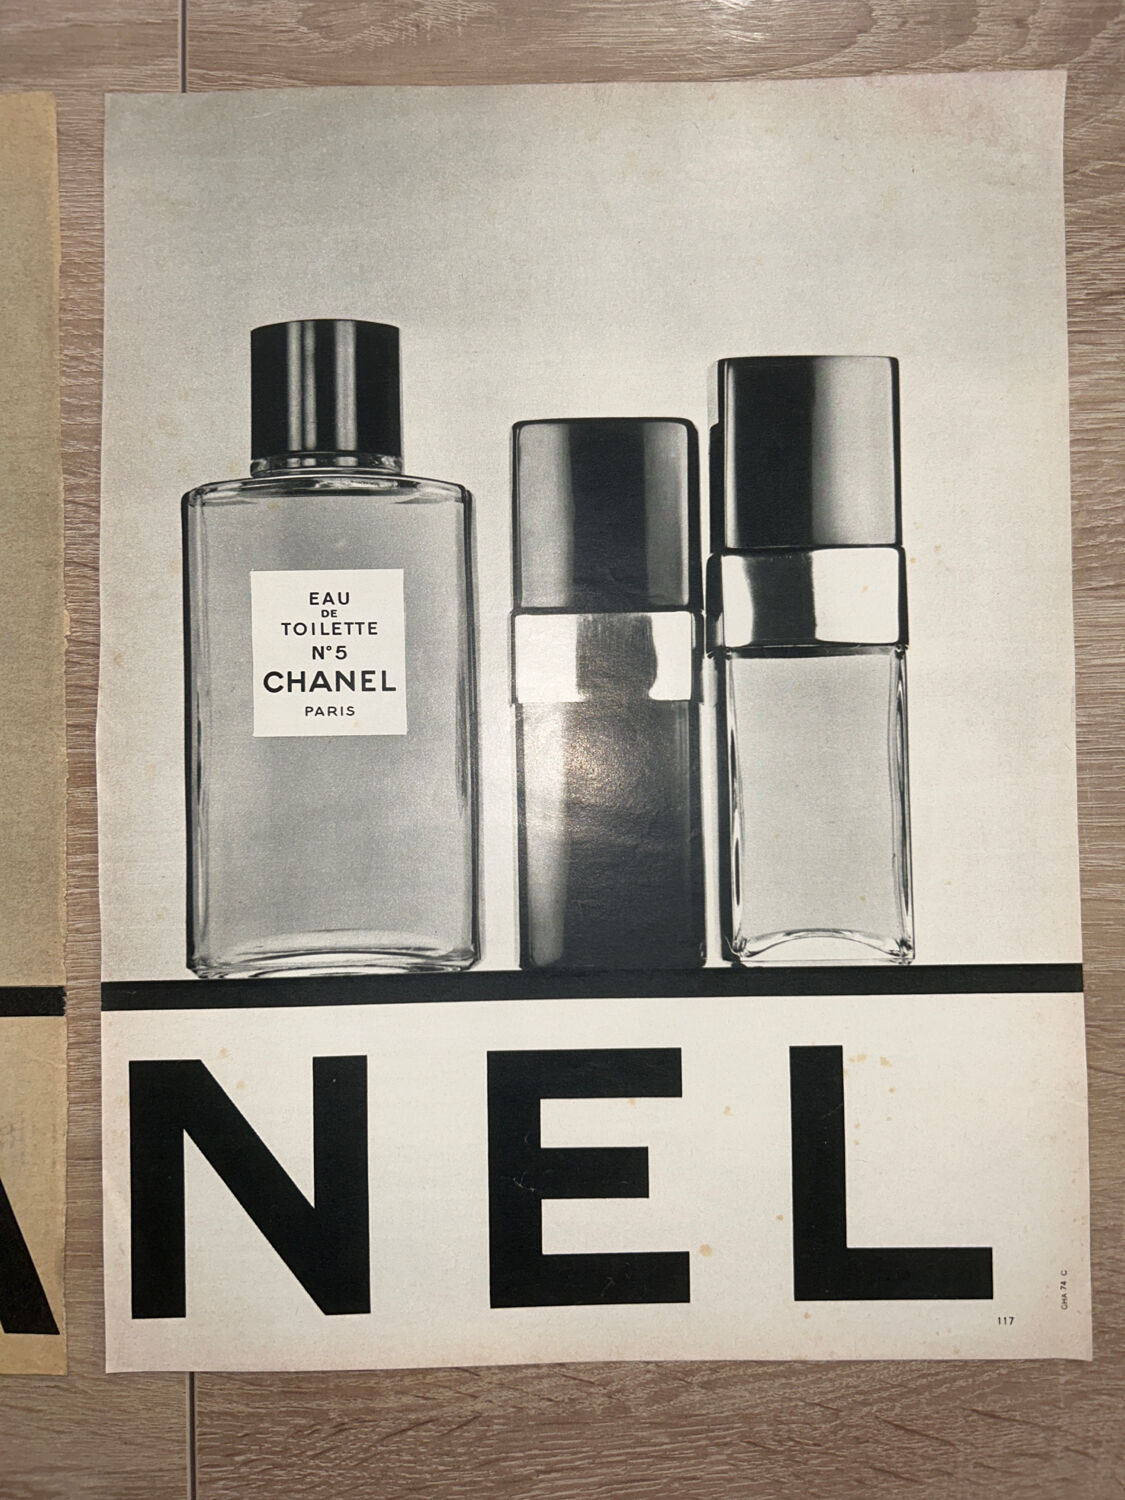 EAU
DE
TOILETTE
N°5
CHANEL
PARIS
A
NEL
CHA 74 C
117